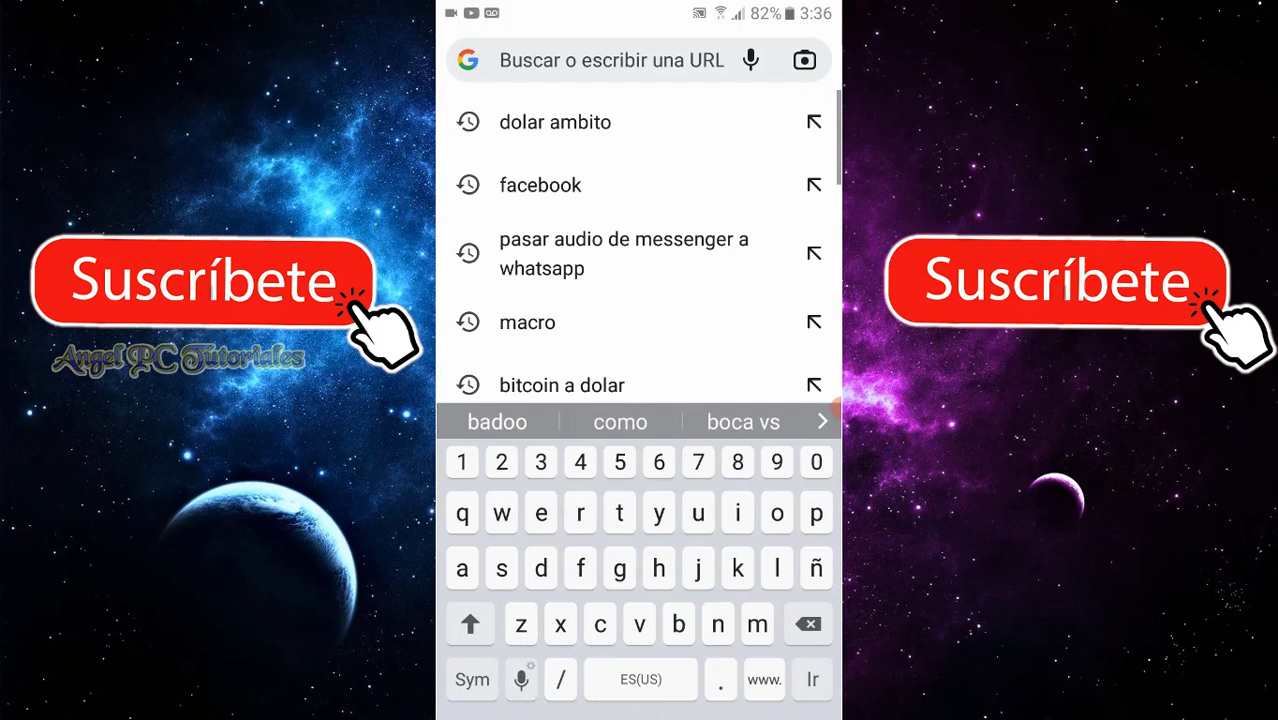 82% 3:36
Buscar o escribir una URL
dolar ambito
facebook
pasar audio de messenger a
whatsapp
macro
bitcoin a dolar
badoo como boca vs
1 2 3 4 5 6 7 8 9 0
q w e r t y u i o p
a s d f g h j k l ñ
z x c v b n m
Sym / ES(US) . www. Ir
Suscríbete
Angel PC Tutoriales
Suscríbete